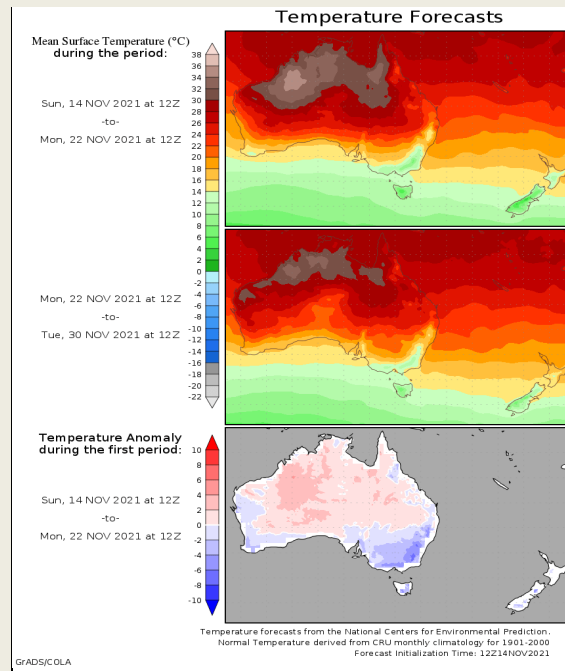 Temperature Forecasts
Mean Surface Temperature (°C)
during the period:
Sun, 14 NOV 2021 at 12Z
-to-
Mon, 22 NOV 2021 at 12Z
38
36
34
32
30
28
26
24
22
20
18
16
14
12
10
8
6
4
2
0
-2
-4
-6
-8
-10
-12
-14
-16
-18
-20
-22
Mon, 22 NOV 2021 at 12Z
-to-
Tue, 30 NOV 2021 at 12Z
Temperature Anomaly
during the first period:
Sun, 14 NOV 2021 at 12Z
-to-
Mon, 22 NOV 2021 at 12Z
10
8
6
4
2
0
-2
-4
-6
-8
-10
Temperature forecasts from the National Centers for Environmental Prediction.
Normal Temperature derived from CRU monthly climatology for 1901-2000
Forecast Initialization Time: 12Z14NOV2021
GrADS/COLA